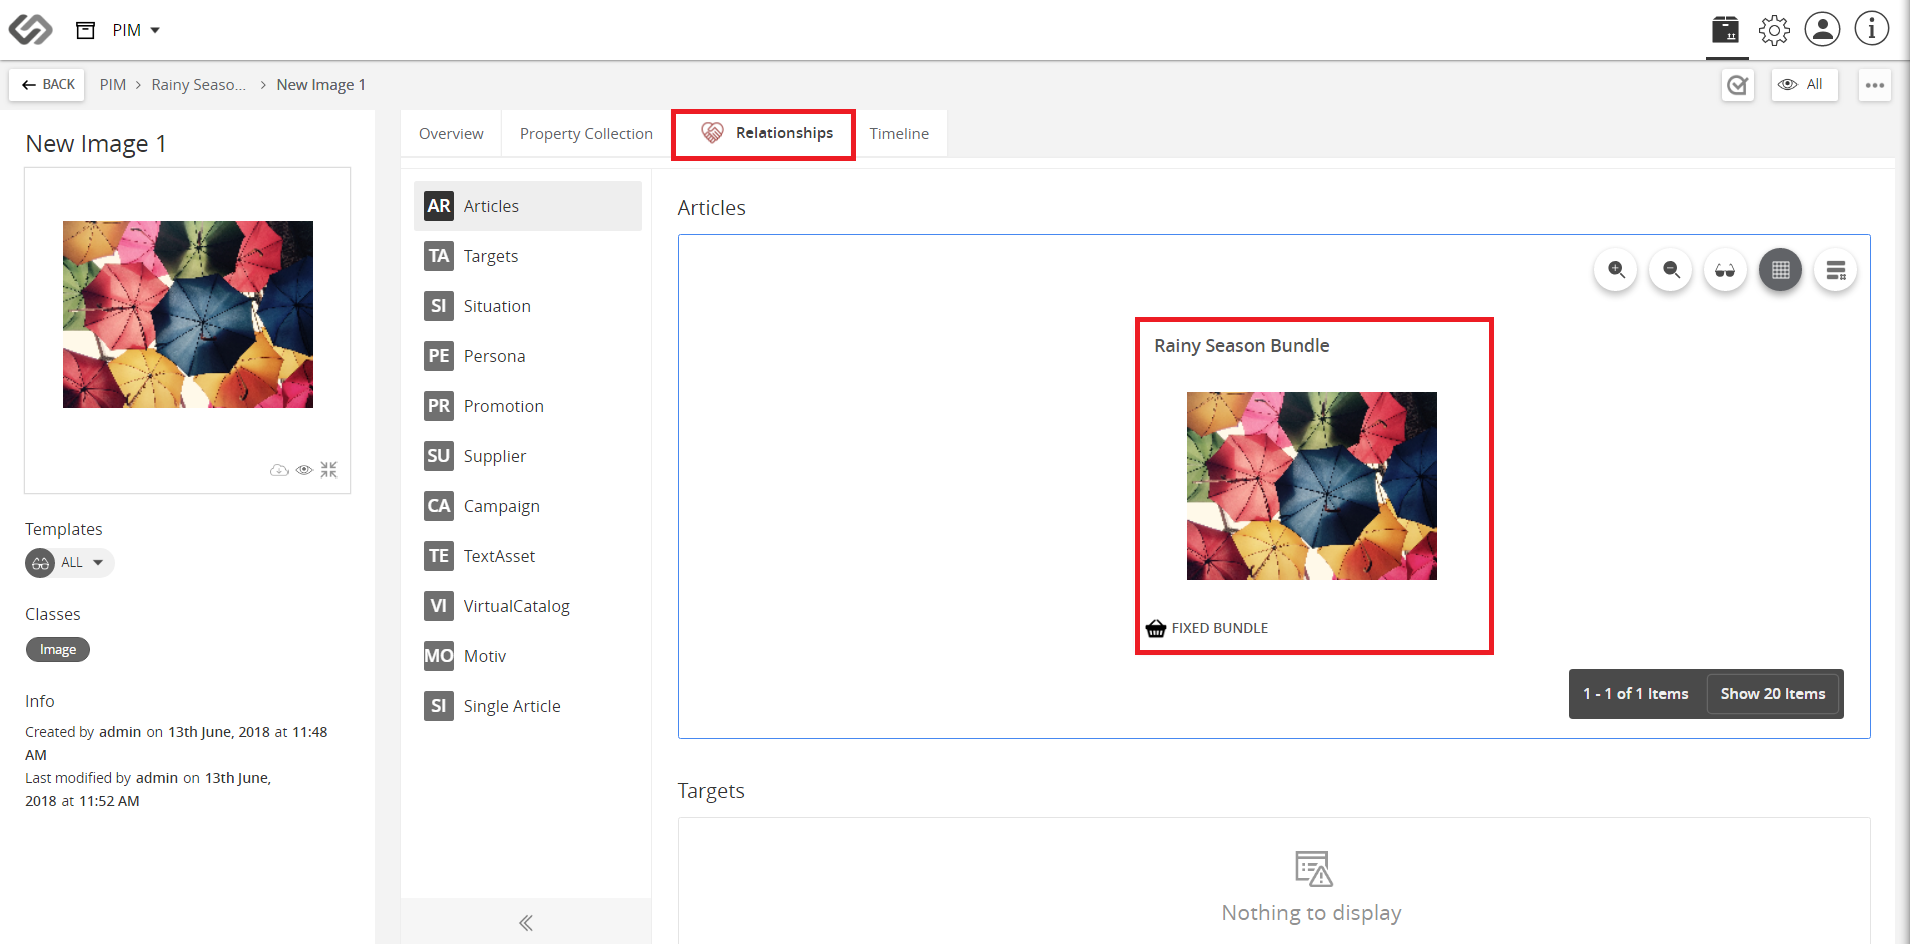 PIM
BACK
PIM > Rainy Seaso... > New Image 1
All
New Image 1
Templates
ALL
Classes
Image
Info
Created by admin on 13th June, 2018 at 11:48
AM
Last modified by admin on 13th June,
2018 at 11:52 AM
Overview
Property Collection
Relationships
Timeline
AR Articles
TA Targets
SI Situation
PE Persona
PR Promotion
SU Supplier
CA Campaign
TE TextAsset
VI VirtualCatalog
MO Motiv
SI Single Article
Articles
Rainy Season Bundle
FIXED BUNDLE
1 - 1 of 1 Items
Show 20 Items
Targets
Nothing to display